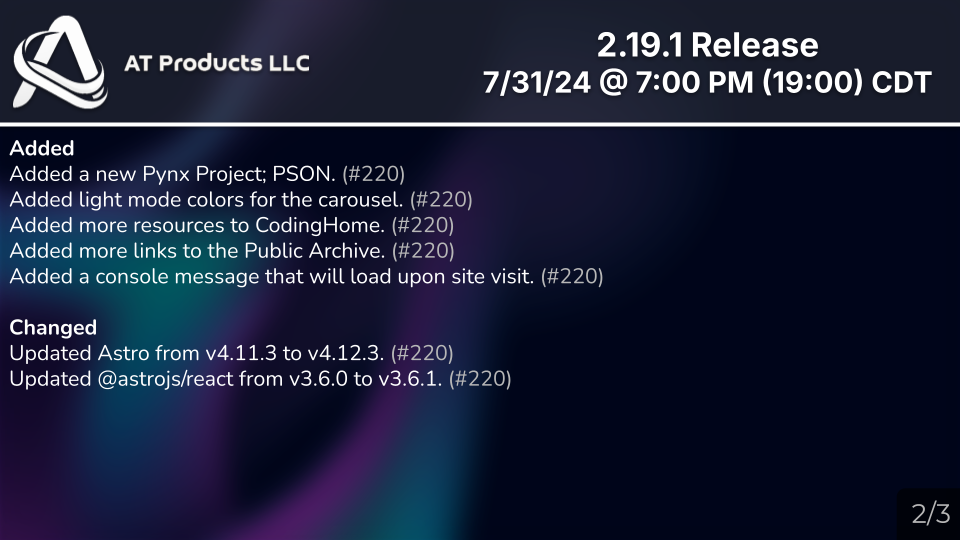 AT Products LLC
2.19.1 Release
7/31/24 @ 7:00 PM (19:00) CDT
Added
Added a new Pynx Project; PSON. (#220)
Added light mode colors for the carousel. (#220)
Added more resources to CodingHome. (#220)
Added more links to the Public Archive. (#220)
Added a console message that will load upon site visit. (#220)
Changed
Updated Astro from v4.11.3 to v4.12.3. (#220)
Updated @astrojs/react from v3.6.0 to v3.6.1. (#220)
2/3